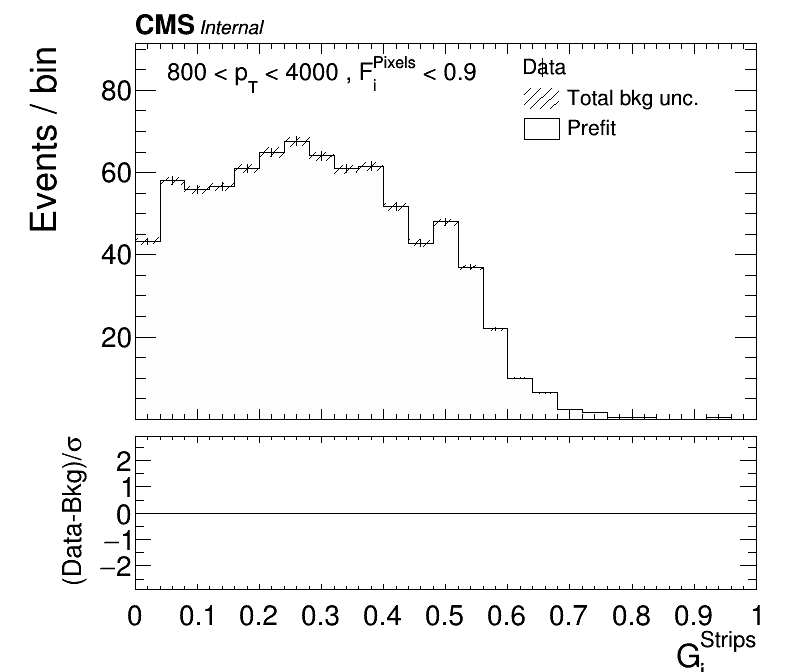 CMS Internal
800 < p_T < 4000 , F_i^Pixels < 0.9
Data
Total bkg unc.
Prefit
Events / bin
80
60
40
20
(Data-Bkg)/σ
2
1
0
−1
−2
0 0.1 0.2 0.3 0.4 0.5 0.6 0.7 0.8 0.9 1
G_i^Strips